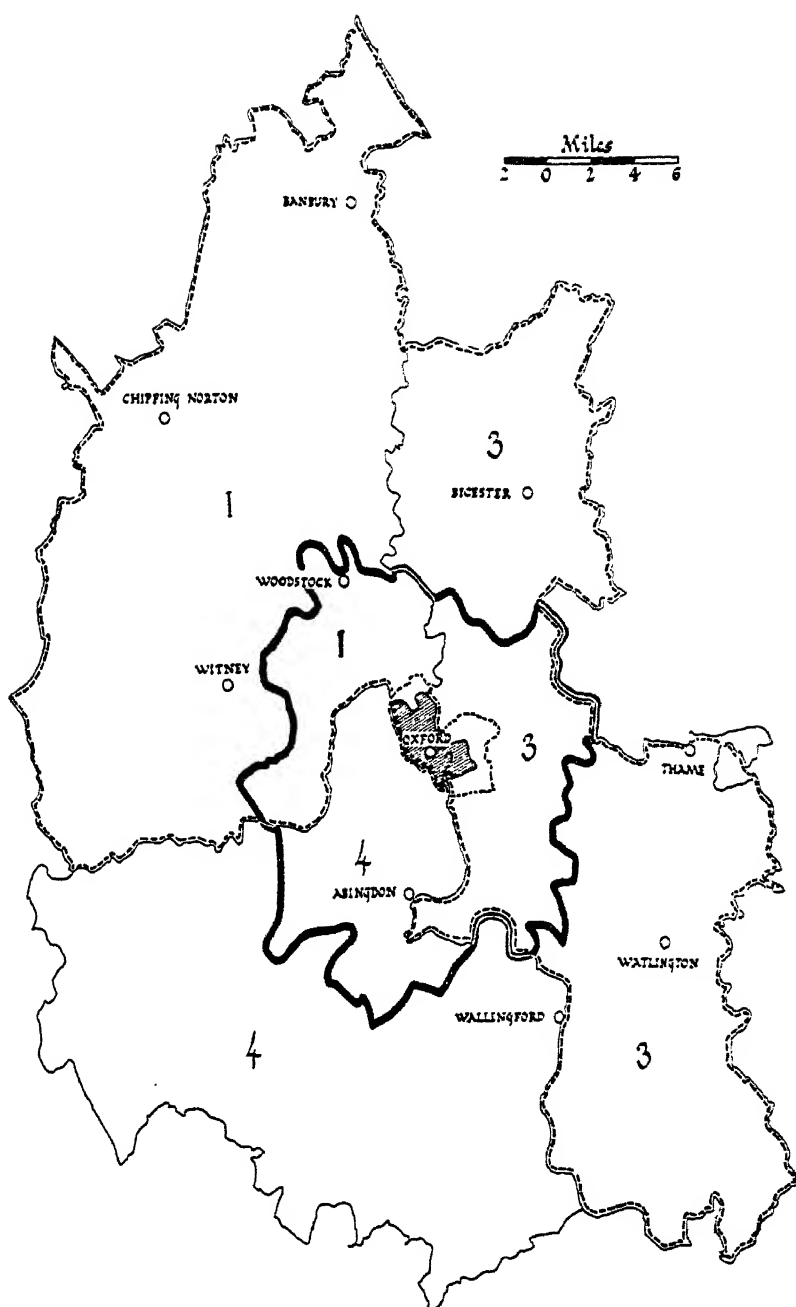 Miles
2 0 2 4 6
BANBURY
CHIPPING NORTON
3
BICESTER
1
WOODSTOCK
1
WITNEY
OXFORD
3
THAME
4
ABINGDON
WATLINGTON
WALLINGFORD
4
3